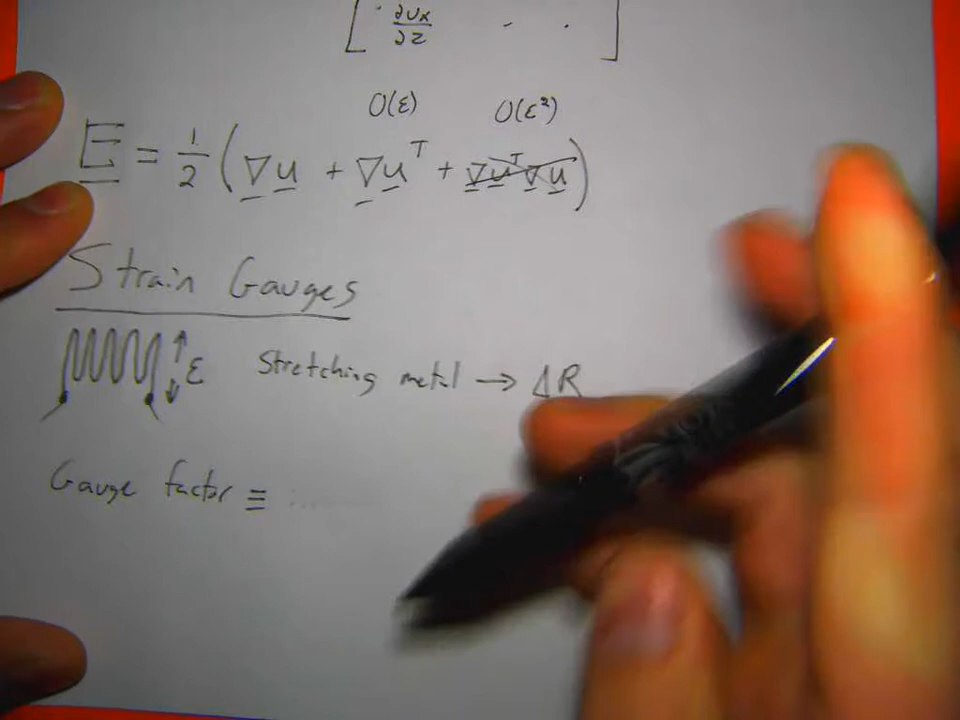 ∂ux/∂z
O(ε) O(ε²)
E = 1/2 (∇u + ∇uᵀ + ∇uᵀ∇u)
Strain Gauges
ε Stretching metal → ΔR
Gauge factor ≡